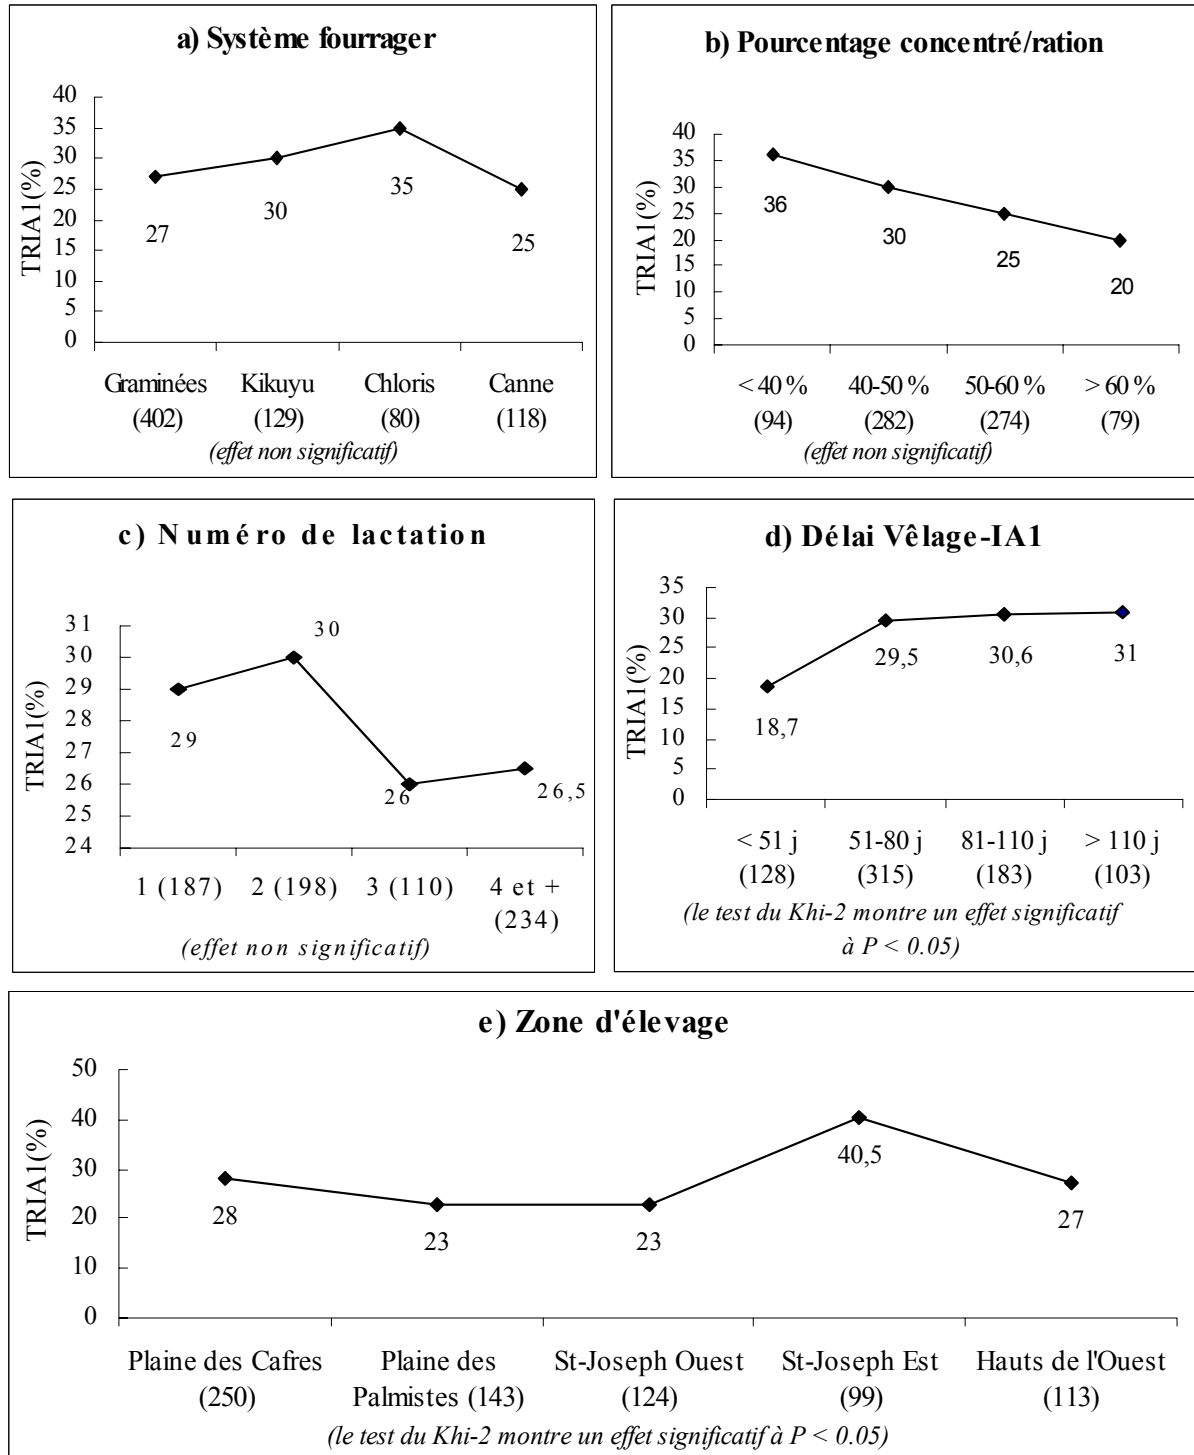 a) Système fourrager
TRIA1(%)
40
35
30
25
20
15
10
5
0
27
30
35
25
Graminées Kikuyu Chloris Canne
(402) (129) (80) (118)
(effet non significatif)
b) Pourcentage concentré/ration
TRIA1(%)
40
35
30
25
20
15
10
5
0
36
30
25
20
< 40 % 40-50 % 50-60 % > 60 %
(94) (282) (274) (79)
(effet non significatif)
c) Numéro de lactation
TRIA1(%)
31
30
29
28
27
26
25
24
29
30
26
26,5
1 (187) 2 (198) 3 (110) 4 et +
(234)
(effet non significatif)
d) Délai Vêlage-IA1
TRIA1(%)
35
30
25
20
15
10
5
0
18,7
29,5
30,6
31
< 51 j 51-80 j 81-110 j > 110 j
(128) (315) (183) (103)
(le test du Khi-2 montre un effet significatif
à P < 0.05)
e) Zone d'élevage
TRIA1(%)
50
40
30
20
10
0
28
23
23
40,5
27
Plaine des Cafres Plaine des St-Joseph Ouest St-Joseph Est Hauts de l'Ouest
(250) Palmistes (143) (124) (99) (113)
(le test du Khi-2 montre un effet significatif à P < 0.05)